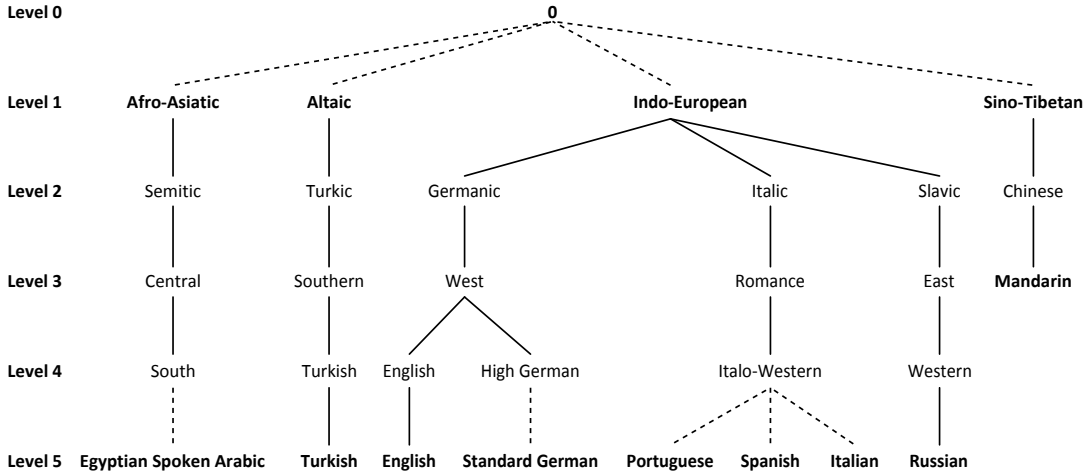 Level 0 0
Level 1 Afro-Asiatic Altaic Indo-European Sino-Tibetan
Level 2 Semitic Turkic Germanic Italic Slavic Chinese
Level 3 Central Southern West Romance East Mandarin
Level 4 South Turkish English High German Italo-Western Western
Level 5 Egyptian Spoken Arabic Turkish English Standard German Portuguese Spanish Italian Russian